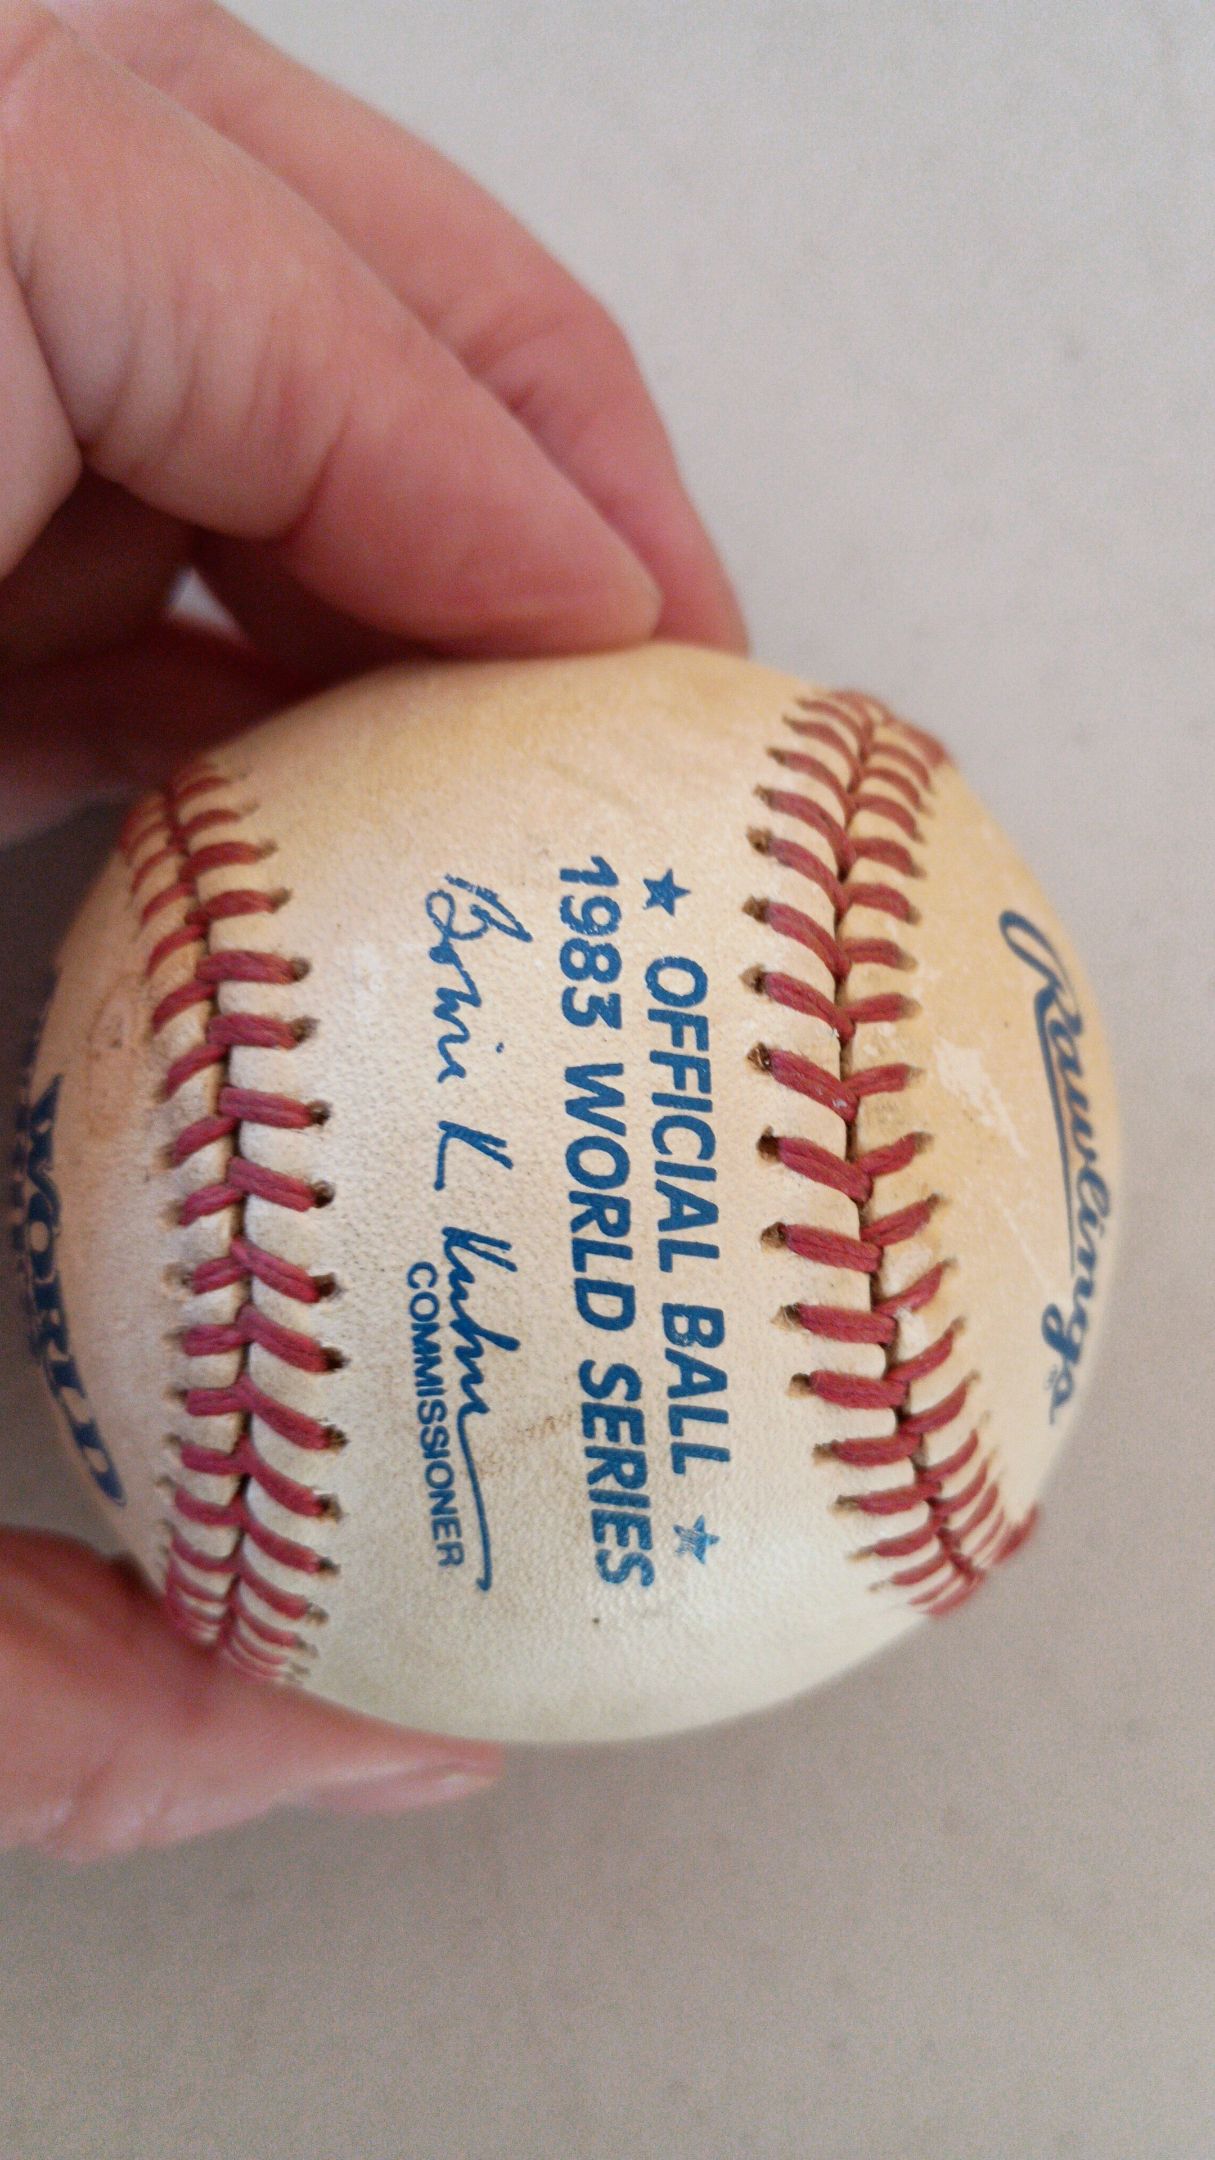 ★ OFFICIAL BALL ★
1983 WORLD SERIES
Bowie K Kuhn
COMMISSIONER
Rawlings
WORLD